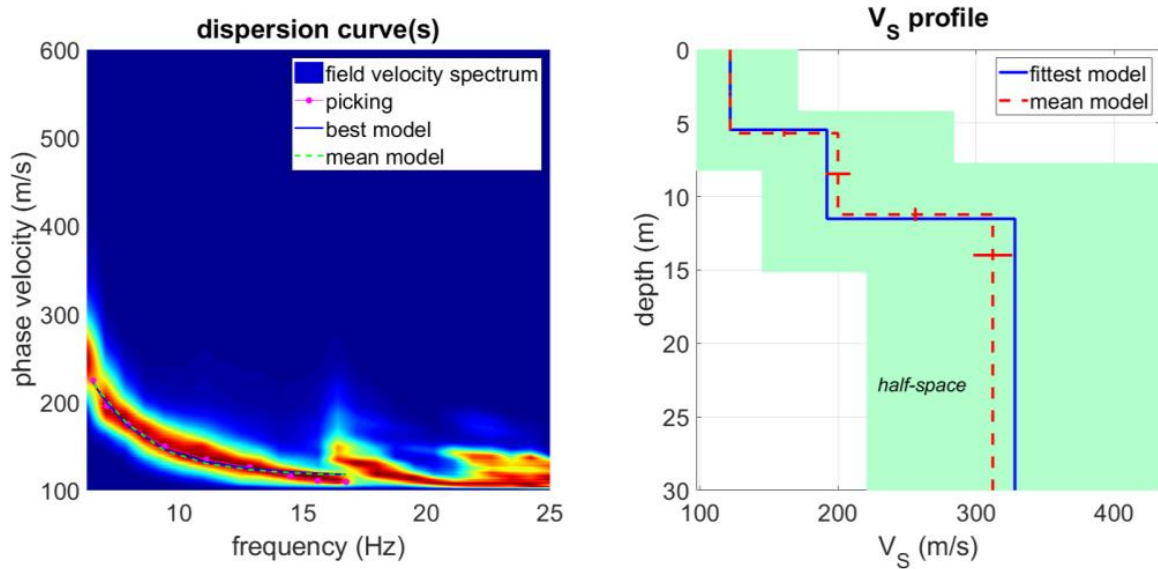 dispersion curve(s)
600
500
400
300
200
100
phase velocity (m/s)
field velocity spectrum
picking
best model
mean model
10
15
20
25
frequency (Hz)
V_S profile
0
5
10
15
20
25
30
depth (m)
fittest model
mean model
half-space
100
200
300
400
V_S (m/s)